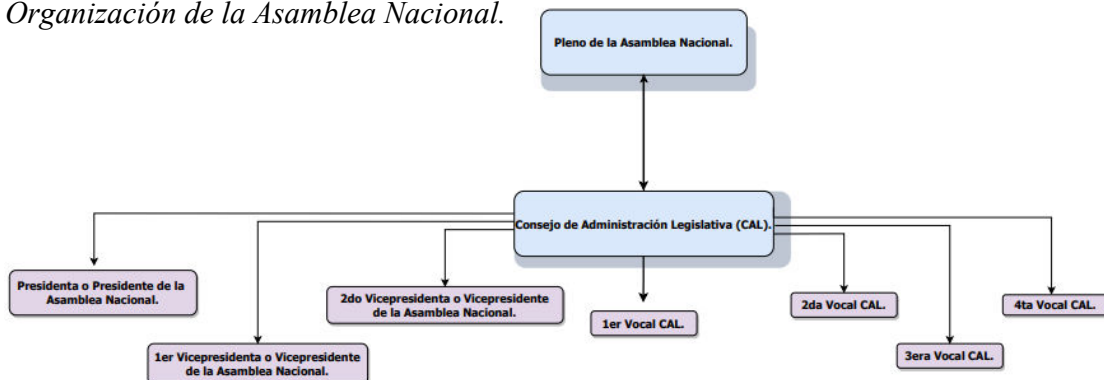 Organización de la Asamblea Nacional.
Pleno de la Asamblea Nacional.
Consejo de Administración Legislativa (CAL).
Presidenta o Presidente de la
Asamblea Nacional.
1er Vicepresidenta o Vicepresidente
de la Asamblea Nacional.
2do Vicepresidenta o Vicepresidente
de la Asamblea Nacional.
1er Vocal CAL.
2da Vocal CAL.
3era Vocal CAL.
4ta Vocal CAL.